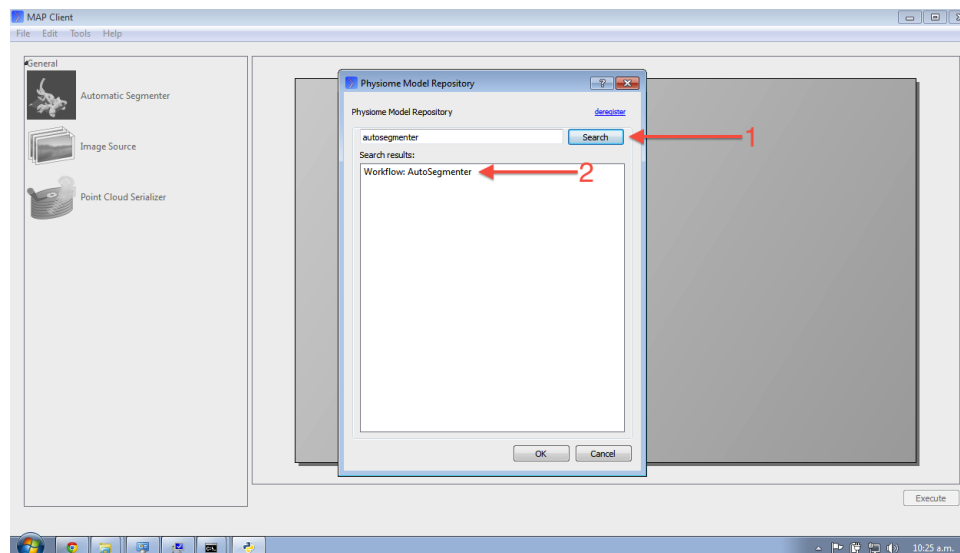 MAP Client
File Edit Tools Help
General
Automatic Segmenter
Image Source
Point Cloud Serializer
Physiome Model Repository
Physiome Model Repository deregister
autosegmenter Search
1
Search results:
Workflow: AutoSegmenter
2
OK Cancel
Execute
10:25 a.m.